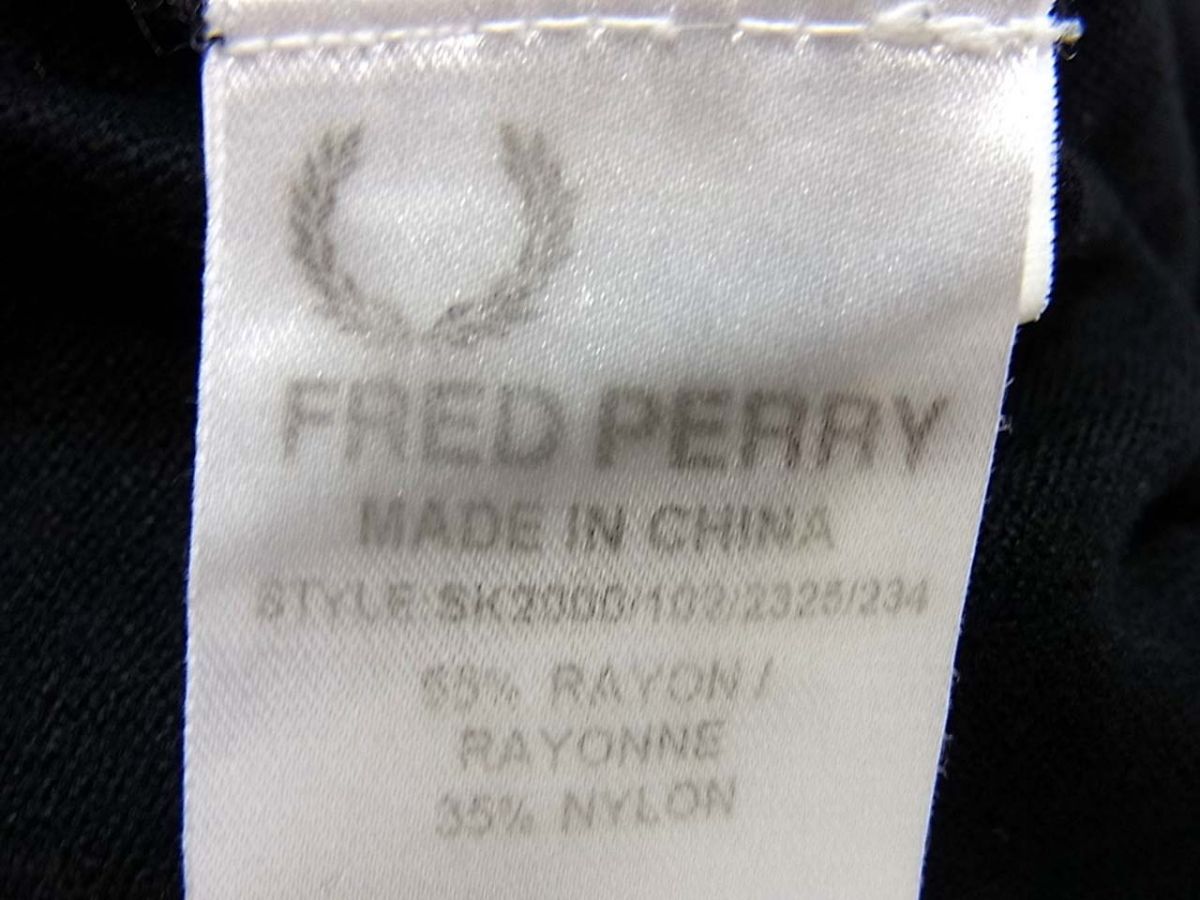 FRED PERRY
MADE IN CHINA
STYLE SK2000/102/2325/234
65% RAYON /
RAYONNE
35% NYLON